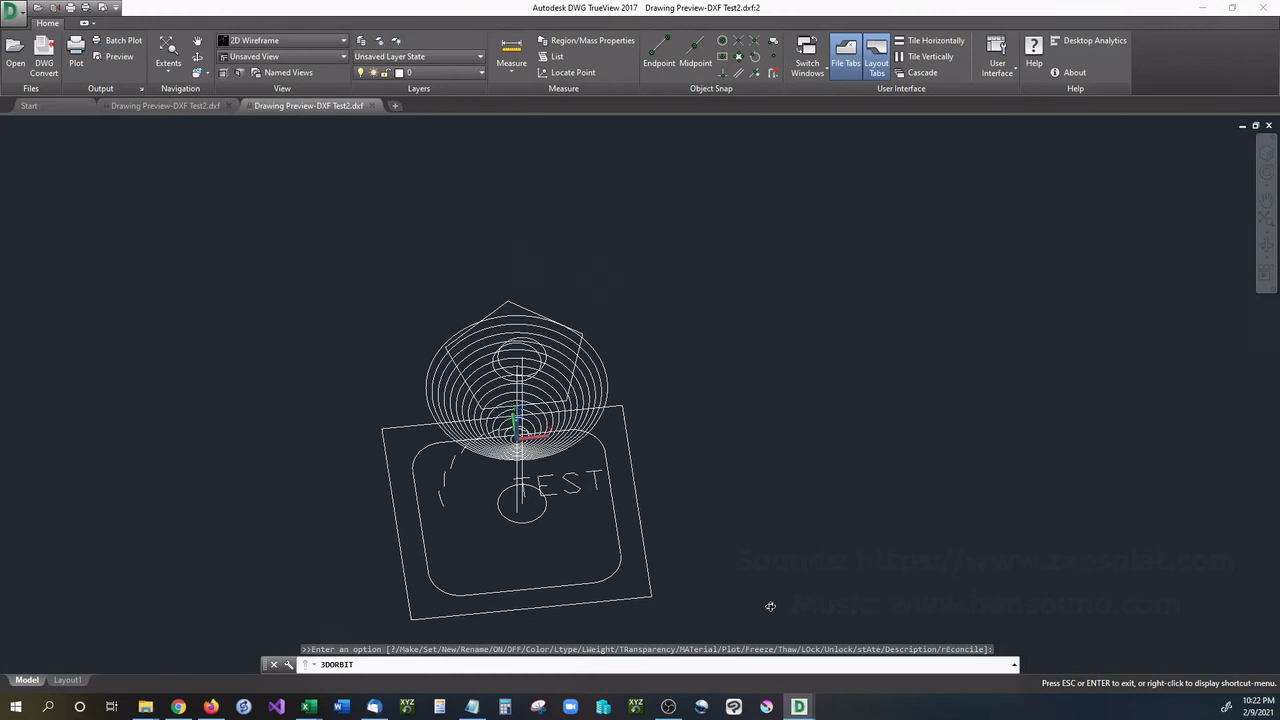 Autodesk DWG TrueView 2017   Drawing Preview-DXF Test2.dxf:2
Home
Open
DWG
Convert
Files
Plot
Batch Plot
Preview
Output
Extents
Navigation
2D Wireframe
Unsaved View
Named Views
View
Unsaved Layer State
0
Layers
Measure
Region/Mass Properties
List
Locate Point
Measure
Endpoint
Midpoint
Object Snap
Switch
Windows
File Tabs
Layout
Tabs
Tile Horizontally
Tile Vertically
Cascade
User
Interface
User Interface
Help
Desktop Analytics
About
Help
Start
Drawing Preview-DXF Test2.dxf
Drawing Preview-DXF Test2.dxf
TEST
Sounds: https://www.zapsplat.com
Music: www.bensound.com
>>Enter an option [?/Make/Set/New/Rename/ON/OFF/Color/Ltype/LWeight/TRansparency/MATerial/Plot/Freeze/Thaw/LOck/Unlock/stAte/Description/rEconcile]:
3DORBIT
Model
Layout1
Press ESC or ENTER to exit, or right-click to display shortcut-menu.
10:22 PM
2/9/2021